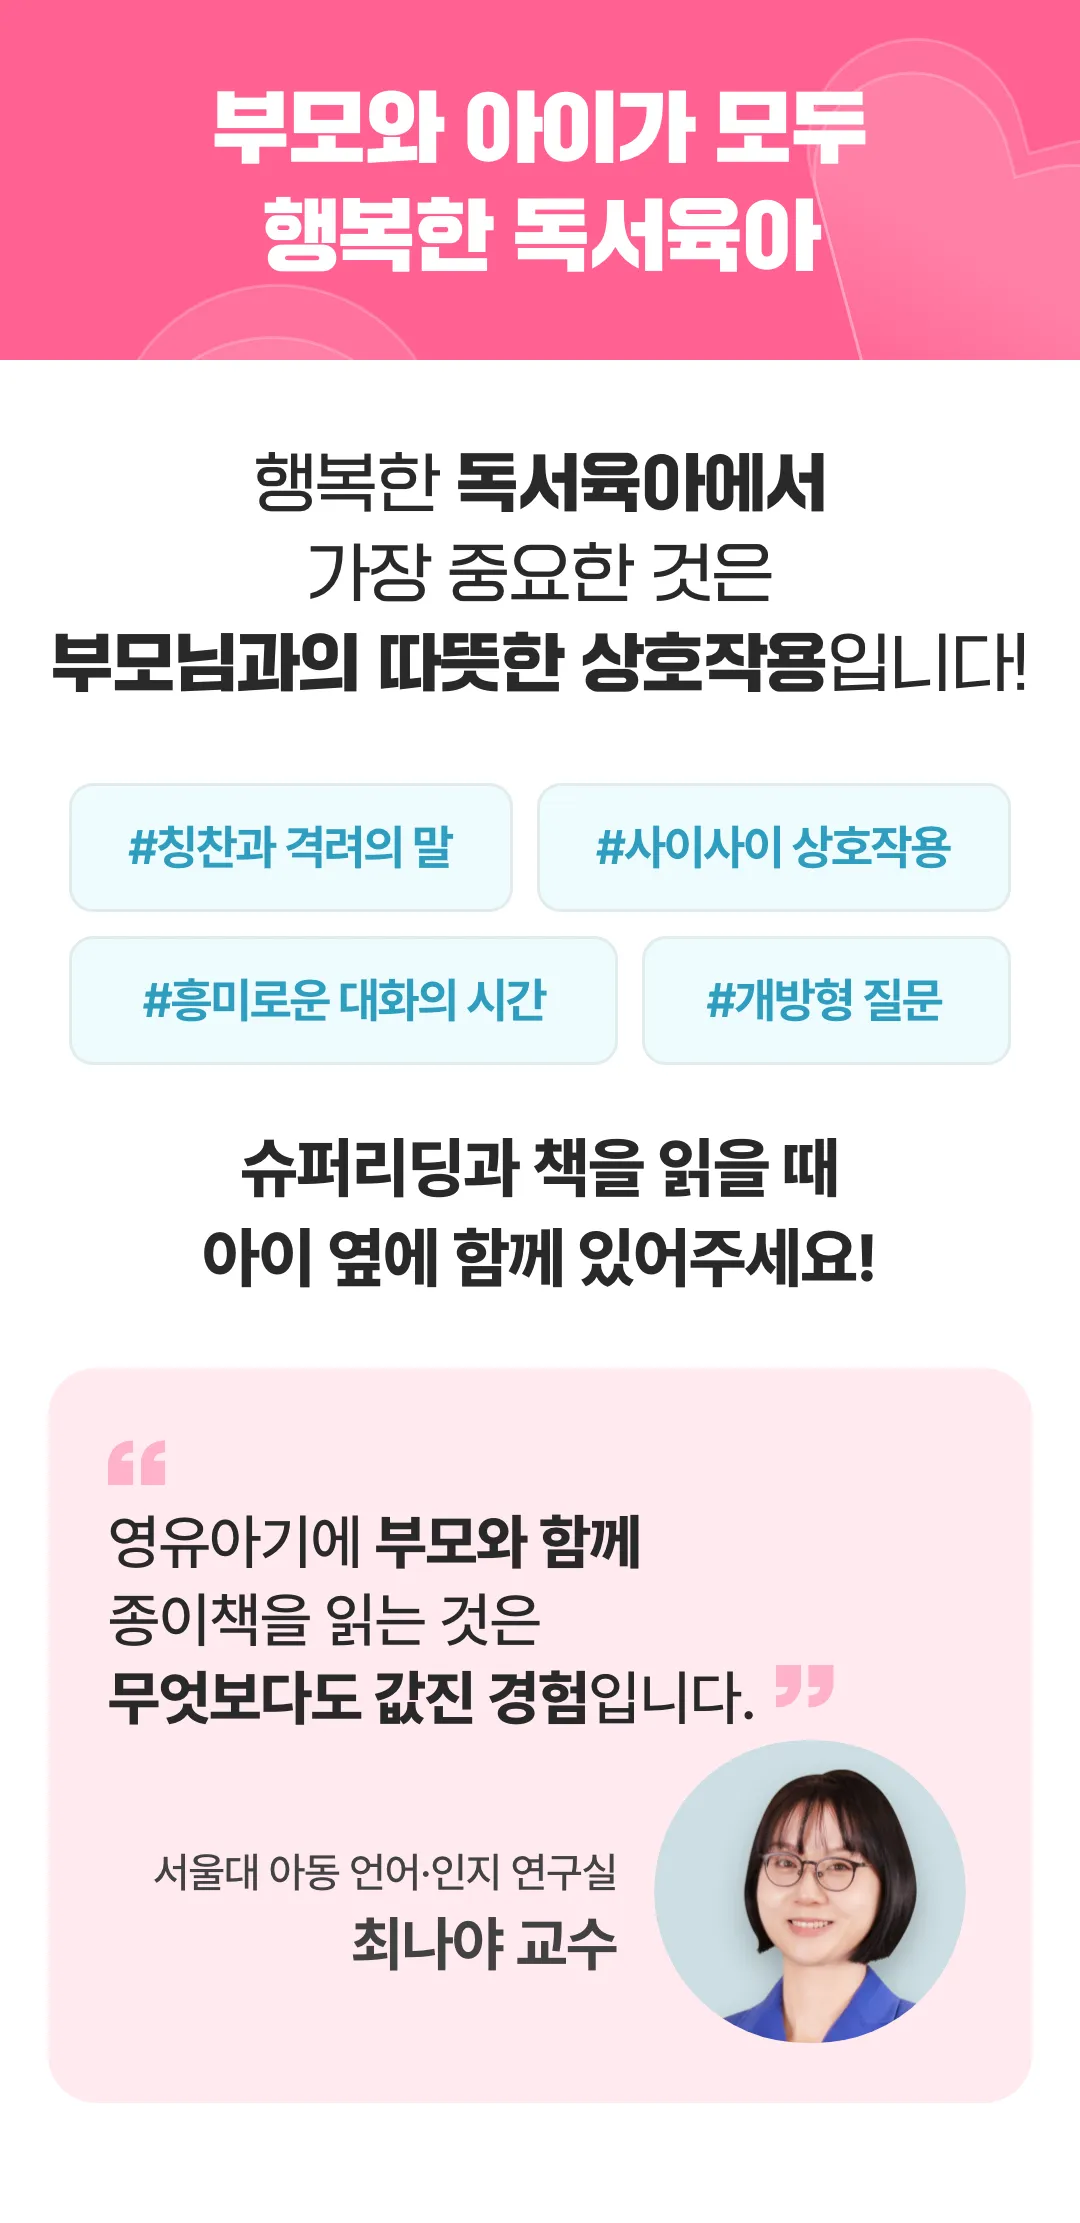 부모와 아이가 모두
행복한 독서육아
행복한 독서육아에서
가장 중요한 것은
부모님과의 따뜻한 상호작용입니다!
#칭찬과 격려의 말
#사이사이 상호작용
#흥미로운 대화의 시간
#개방형 질문
슈퍼리딩과 책을 읽을 때
아이 옆에 함께 있어주세요!
“
영유아기에 부모와 함께
종이책을 읽는 것은
무엇보다도 값진 경험입니다. ”
서울대 아동 언어·인지 연구실
최나야 교수